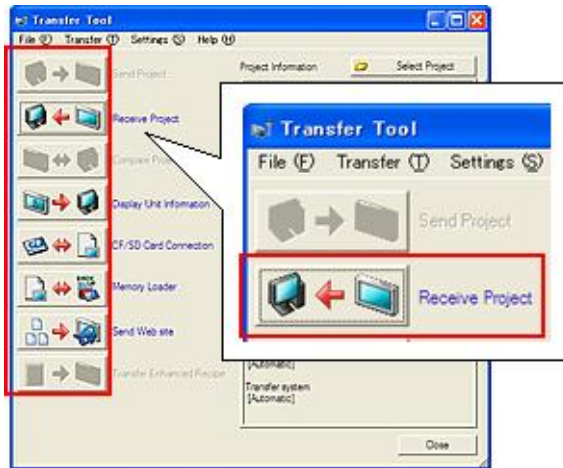 Transfer Tool
File (F) Transfer (T) Settings (S) Help (H)
Send Project
Project Information
Select Project
Receive Project
Compare Project
Display Unit Information
CF/SD Card Connection
Memory Loader
Send Web site
Transfer Enhanced Recipe
Transfer Tool
File (F) Transfer (T) Settings (S)
Send Project
Receive Project
[Automatic]
Transfer system
[Automatic]
Close